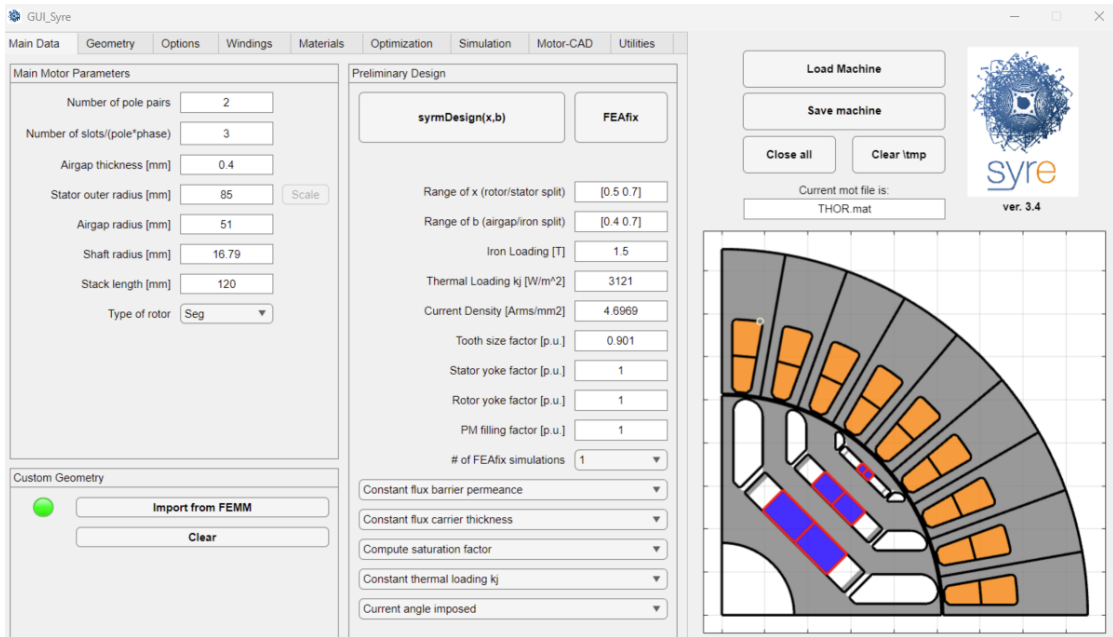 GUI_Syre
Main Data Geometry Options Windings Materials Optimization Simulation Motor-CAD Utilities
Main Motor Parameters
Number of pole pairs 2
Number of slots/(pole*phase) 3
Airgap thickness [mm] 0.4
Stator outer radius [mm] 85 Scale
Airgap radius [mm] 51
Shaft radius [mm] 16.79
Stack length [mm] 120
Type of rotor Seg
Custom Geometry
Import from FEMM
Clear
Preliminary Design
syrmDesign(x,b) FEAfix
Range of x (rotor/stator split) [0.5 0.7]
Range of b (airgap/iron split) [0.4 0.7]
Iron Loading [T] 1.5
Thermal Loading kj [W/m^2] 3121
Current Density [Arms/mm2] 4.6969
Tooth size factor [p.u.] 0.901
Stator yoke factor [p.u.] 1
Rotor yoke factor [p.u.] 1
PM filling factor [p.u.] 1
# of FEAfix simulations 1
Constant flux barrier permeance
Constant flux carrier thickness
Compute saturation factor
Constant thermal loading kj
Current angle imposed
Load Machine
Save machine
Close all Clear \tmp
Current mot file is:
THOR.mat
syre
ver. 3.4